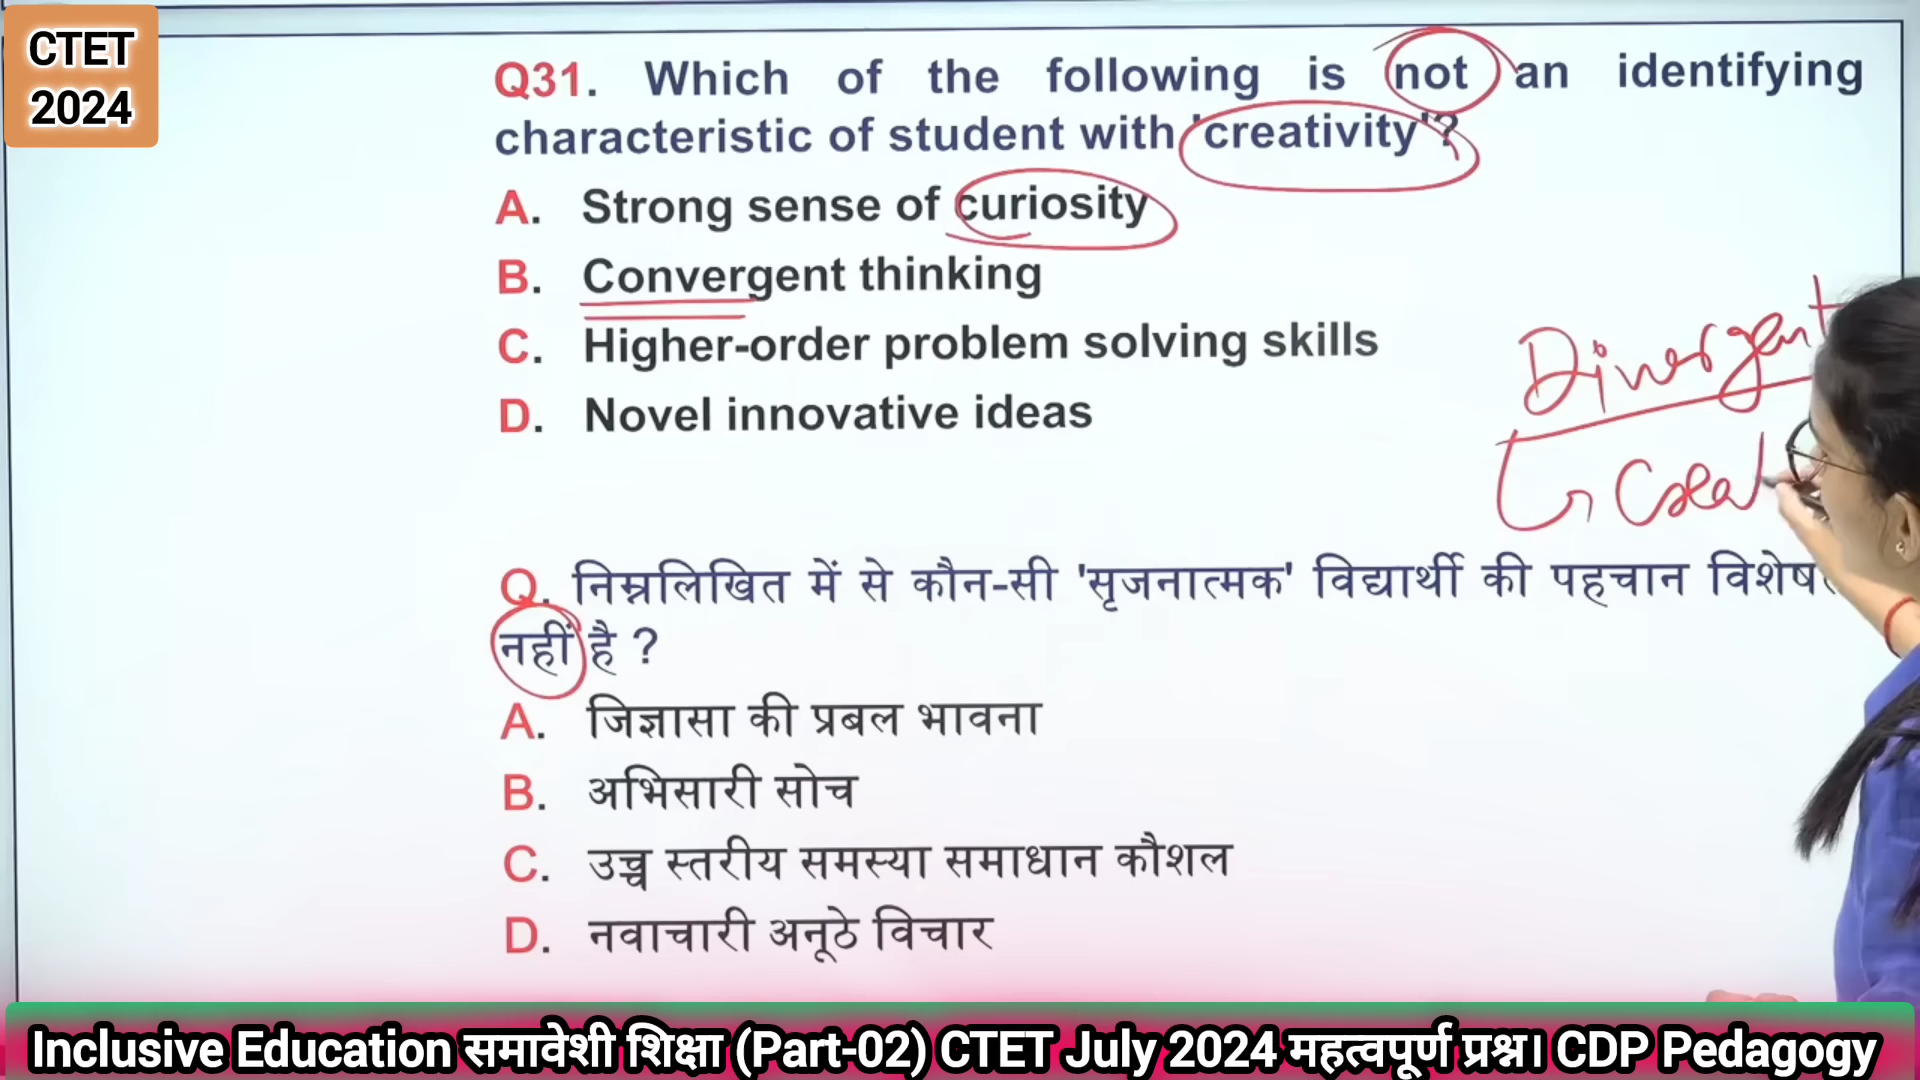 CTET
2024
Q31. Which of the following is not an identifying
characteristic of student with 'creativity'?
A. Strong sense of curiosity
B. Convergent thinking
C. Higher-order problem solving skills
D. Novel innovative ideas
Divergent
Creat
Q. निम्नलिखित में से कौन-सी 'सृजनात्मक' विद्यार्थी की पहचान
नहीं है ?
A. जिज्ञासा की प्रबल भावना
B. अभिसारी सोच
C. उच्च स्तरीय समस्या समाधान कौशल
D. नवाचारी अनूठे विचार
Inclusive Education समावेशी शिक्षा (Part-02) CTET July 2024 महत्वपूर्ण प्रश्न। CDP Pedagogy